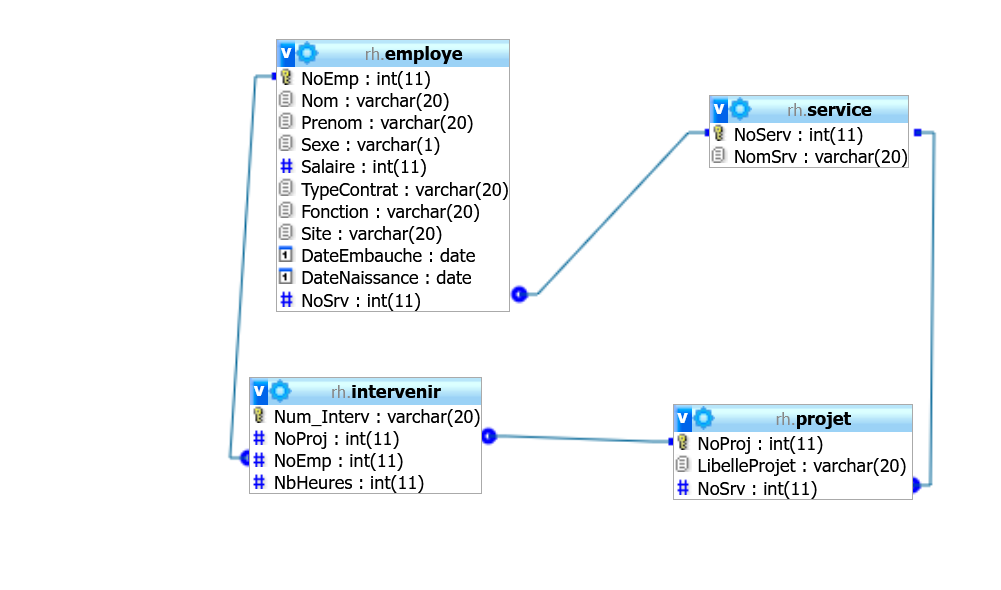 rh.employe
NoEmp : int(11)
Nom : varchar(20)
Prenom : varchar(20)
Sexe : varchar(1)
Salaire : int(11)
TypeContrat : varchar(20)
Fonction : varchar(20)
Site : varchar(20)
DateEmbauche : date
DateNaissance : date
NoSrv : int(11)
rh.service
NoServ : int(11)
NomSrv : varchar(20)
rh.intervenir
Num_Interv : varchar(20)
NoProj : int(11)
NoEmp : int(11)
NbHeures : int(11)
rh.projet
NoProj : int(11)
LibelleProjet : varchar(20)
NoSrv : int(11)